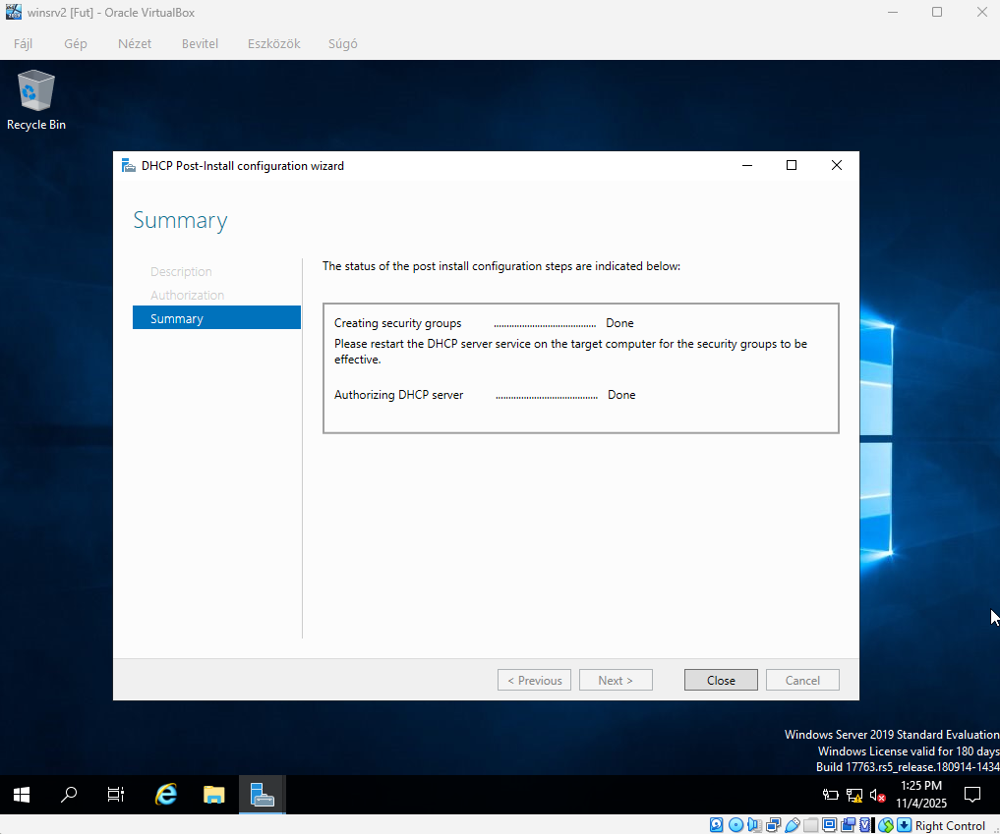 winsrv2 [Fut] - Oracle VirtualBox
Fájl Gép Nézet Bevitel Eszközök Súgó
Recycle Bin
DHCP Post-Install configuration wizard
Summary
Description
Authorization
Summary
The status of the post install configuration steps are indicated below:
Creating security groups ........................................ Done
Please restart the DHCP server service on the target computer for the security groups to be
effective.
Authorizing DHCP server ........................................ Done
< Previous Next > Close Cancel
Windows Server 2019 Standard Evaluation
Windows License valid for 180 days
Build 17763.rs5_release.180914-1434
1:25 PM
11/4/2025
Right Control